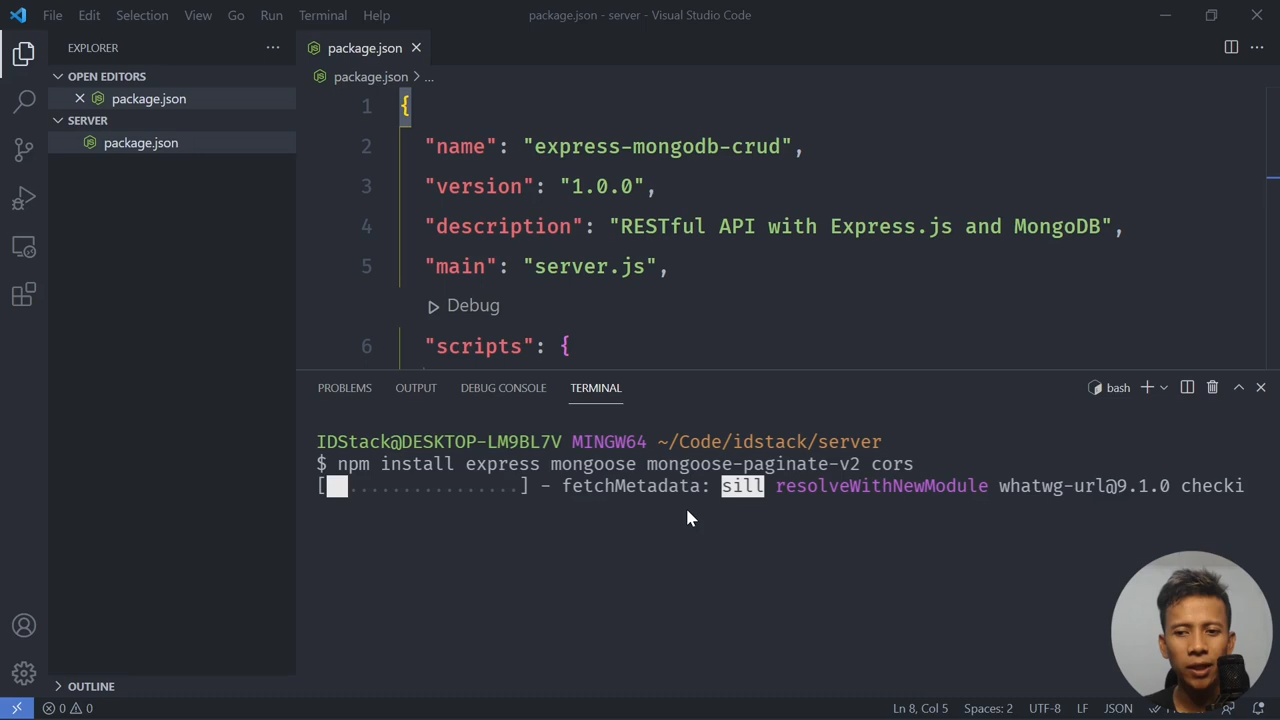 File Edit Selection View Go Run Terminal Help
package.json - server - Visual Studio Code
EXPLORER
OPEN EDITORS
package.json
SERVER
package.json
OUTLINE
package.json
package.json > ...
1 {
2 "name": "express-mongodb-crud",
3 "version": "1.0.0",
4 "description": "RESTful API with Express.js and MongoDB",
5 "main": "server.js",
Debug
6 "scripts": {
PROBLEMS OUTPUT DEBUG CONSOLE TERMINAL
bash
IDStack@DESKTOP-LM9BL7V MINGW64 ~/Code/idstack/server
$ npm install express mongoose mongoose-paginate-v2 cors
[  ................] - fetchMetadata: sill resolveWithNewModule whatwg-url@9.1.0 checki
0 0
Ln 8, Col 5 Spaces: 2 UTF-8 LF JSON